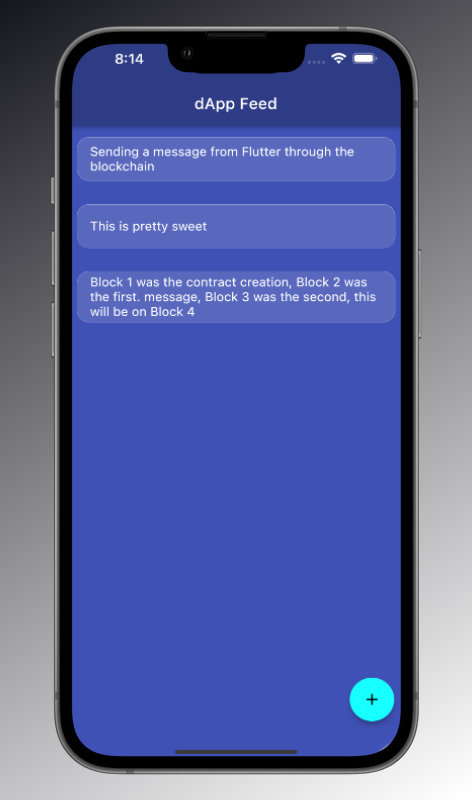 8:14
dApp Feed
Sending a message from Flutter through the
blockchain
This is pretty sweet
Block 1 was the contract creation, Block 2 was
the first. message, Block 3 was the second, this
will be on Block 4
+